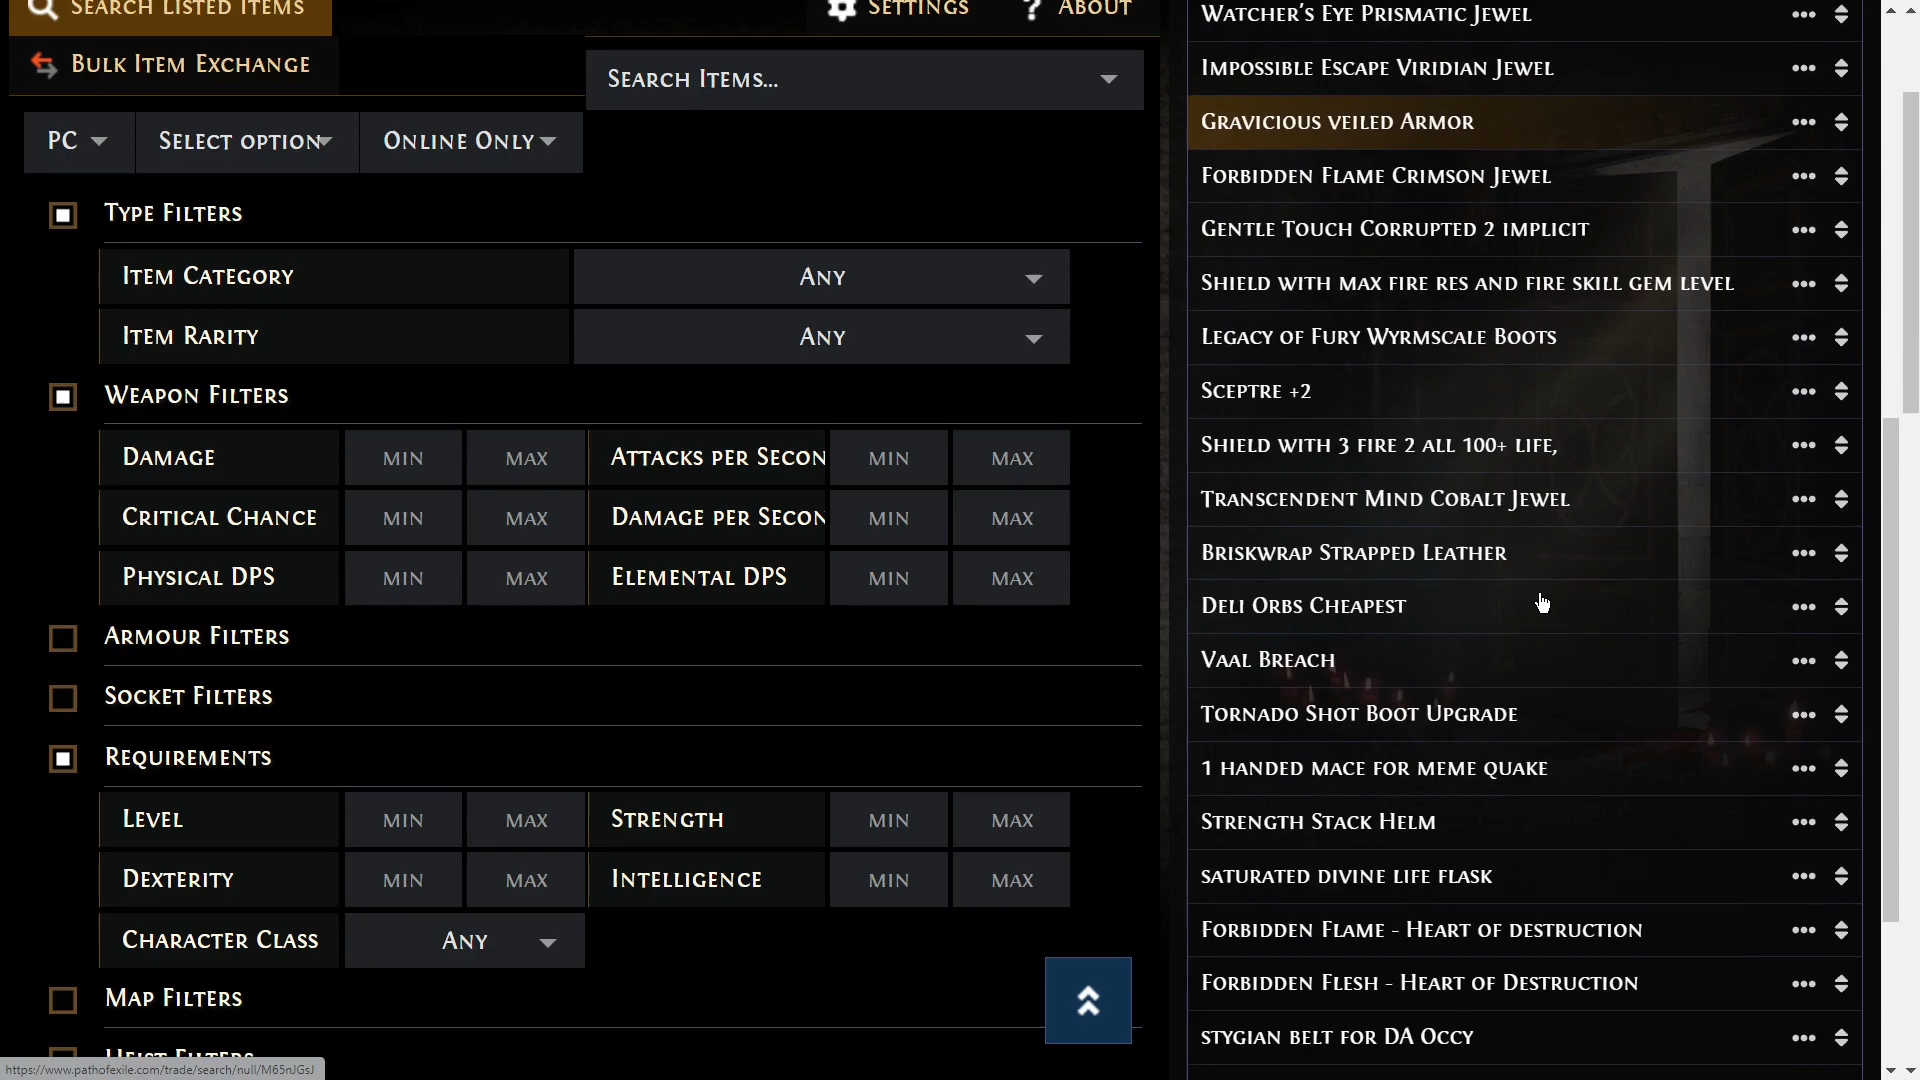 Search Listed Items
Settings
About
Bulk Item Exchange
Search Items...
PC
Select option
Online Only
Type Filters
Item Category
Any
Item Rarity
Any
Weapon Filters
Damage
MIN
MAX
Attacks per Secon
MIN
MAX
Critical Chance
MIN
MAX
Damage per Secon
MIN
MAX
Physical DPS
MIN
MAX
Elemental DPS
MIN
MAX
Armour Filters
Socket Filters
Requirements
Level
MIN
MAX
Strength
MIN
MAX
Dexterity
MIN
MAX
Intelligence
MIN
MAX
Character Class
Any
Map Filters
Heist Filters
https://www.pathofexile.com/trade/search/null/M65nJGsJ
Watcher's Eye Prismatic Jewel
Impossible Escape Viridian Jewel
Gravicious veiled Armor
Forbidden Flame Crimson Jewel
Gentle Touch Corrupted 2 implicit
Shield with max fire res and fire skill gem level
Legacy of Fury Wyrmscale Boots
Sceptre +2
Shield with 3 fire 2 all 100+ life,
Transcendent Mind Cobalt Jewel
Briskwrap Strapped Leather
Deli Orbs Cheapest
Vaal Breach
Tornado Shot Boot Upgrade
1 handed mace for meme quake
Strength Stack Helm
saturated divine life flask
Forbidden Flame - Heart of destruction
Forbidden Flesh - Heart of Destruction
stygian belt for DA Occy